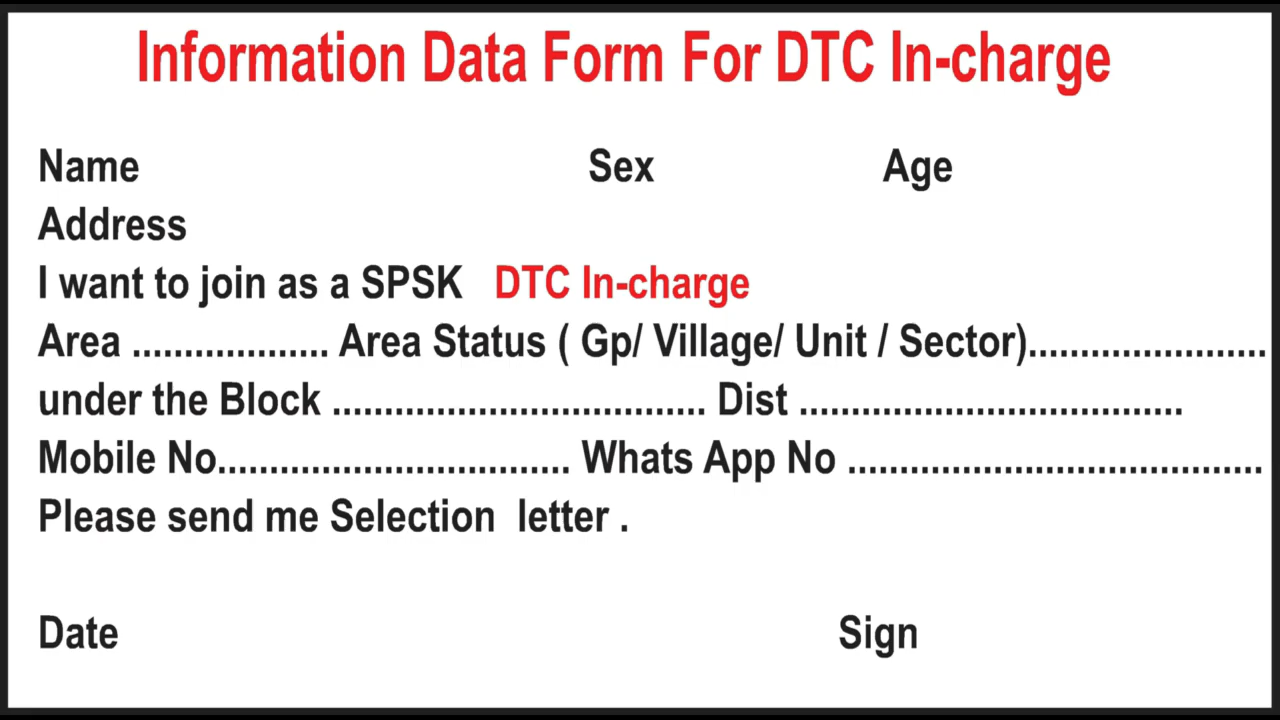 Information Data Form For DTC In-charge
Name Sex Age
Address
I want to join as a SPSK DTC In-charge
Area ................... Area Status ( Gp/ Village/ Unit / Sector).......................
under the Block .................................... Dist .....................................
Mobile No.................................. Whats App No ........................................
Please send me Selection letter .
Date Sign